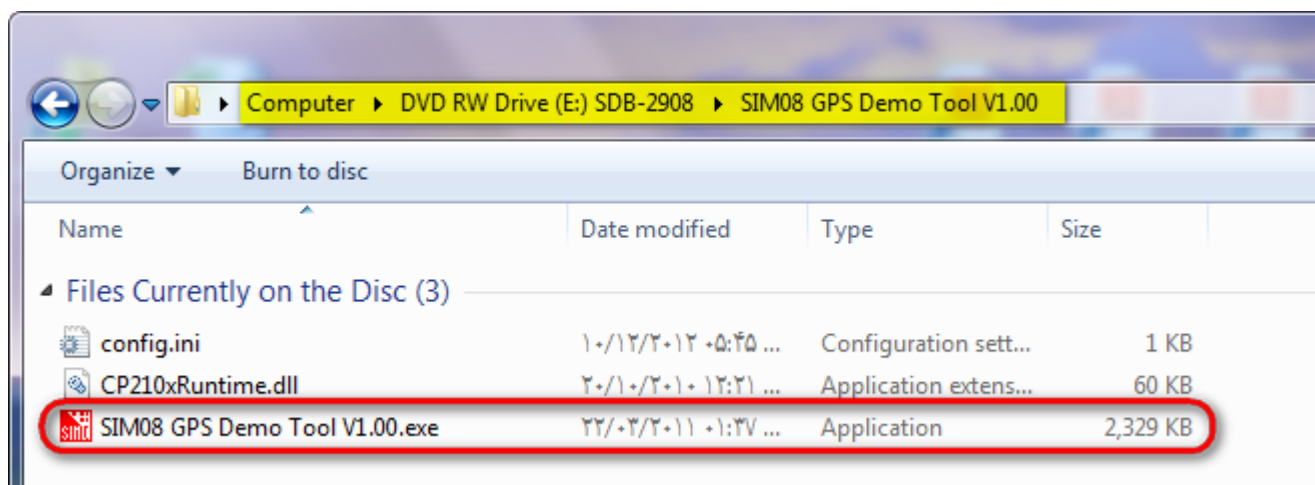 Computer ▸ DVD RW Drive (E:) SDB-2908 ▸ SIM08 GPS Demo Tool V1.00
Organize ▾ Burn to disc
Name Date modified Type Size
Files Currently on the Disc (3)
config.ini ۱۰/۱۲/۲۰۱۲ ۰۵:۴۵ ... Configuration sett... 1 KB
CP210xRuntime.dll ۲۰/۱۰/۲۰۱۰ ۱۲:۲۱ ... Application extens... 60 KB
SIM08 GPS Demo Tool V1.00.exe ۲۲/۰۳/۲۰۱۱ ۰۱:۳۷ ... Application 2,329 KB